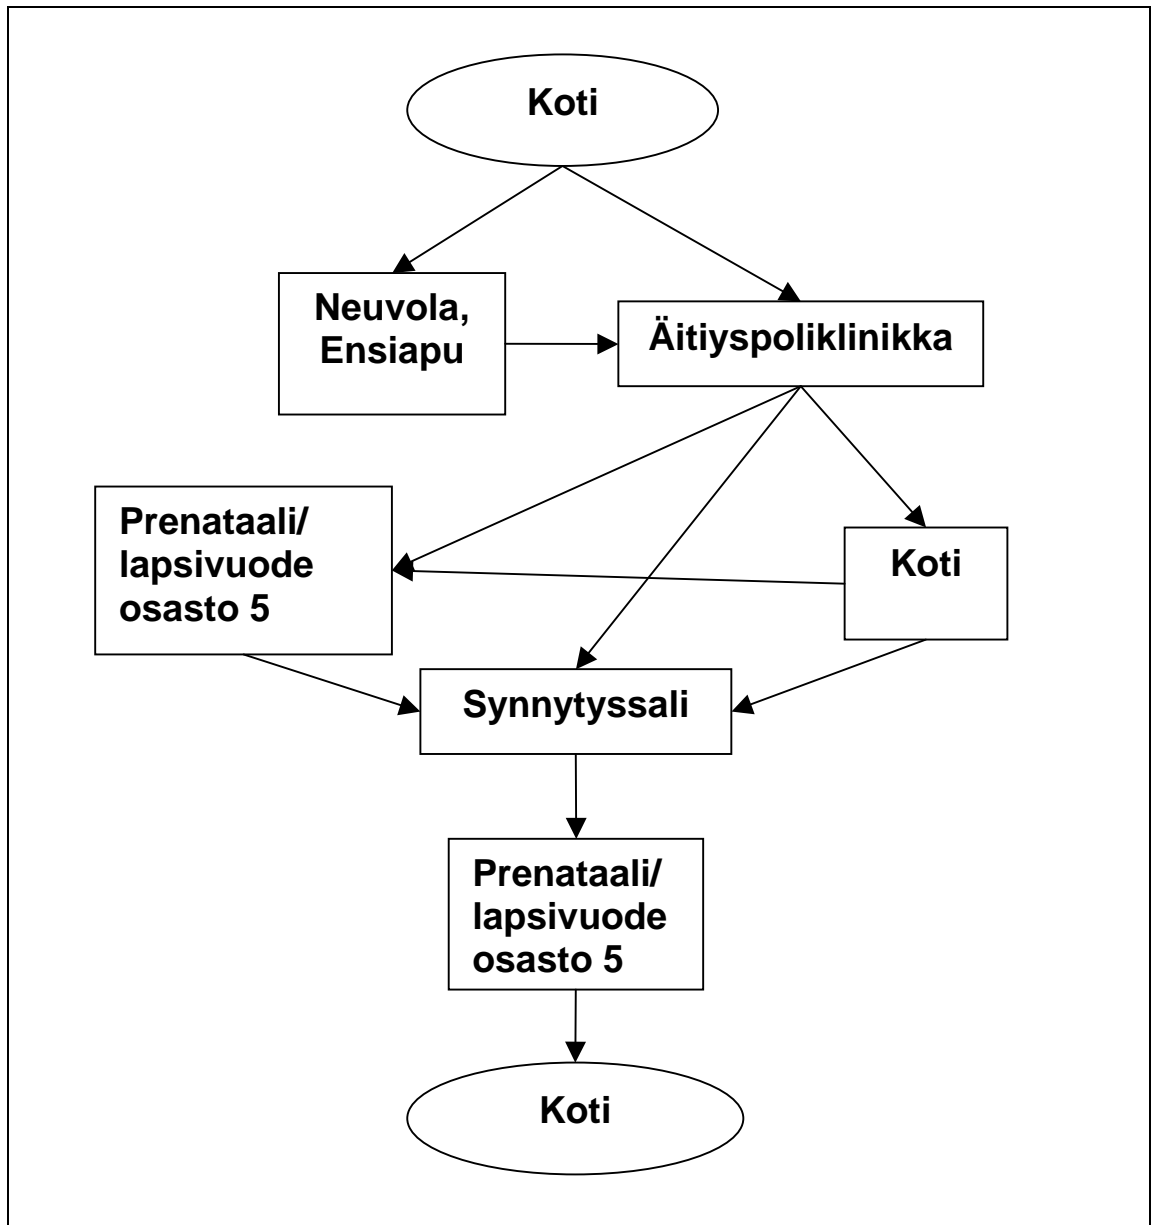 Koti
Neuvola,
Ensiapu
Äitiyspoliklinikka
Prenataali/
lapsivuode
osasto 5
Koti
Synnytyssali
Prenataali/
lapsivuode
osasto 5
Koti